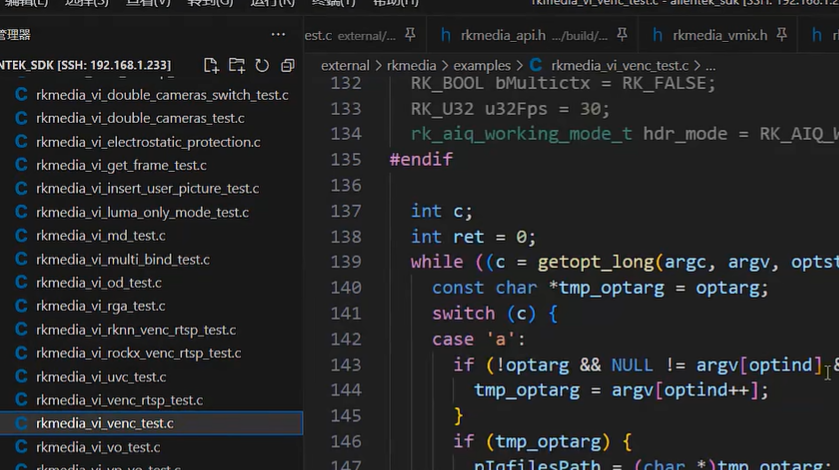 编辑(E) 选择(S) 查看(V) 转到(G) 运行(R) 终端(T) 帮助(H)
rkmedia_vi_venc_test.c - alientek_sdk
管理器 ···
NTEK_SDK [SSH: 192.168.1.233]
rkmedia_vi_double_cameras_switch_test.c
rkmedia_vi_double_cameras_test.c
rkmedia_vi_electrostatic_protection.c
rkmedia_vi_get_frame_test.c
rkmedia_vi_insert_user_picture_test.c
rkmedia_vi_luma_only_mode_test.c
rkmedia_vi_md_test.c
rkmedia_vi_multi_bind_test.c
rkmedia_vi_od_test.c
rkmedia_vi_rga_test.c
rkmedia_vi_rknn_venc_rtsp_test.c
rkmedia_vi_rockx_venc_rtsp_test.c
rkmedia_vi_uvc_test.c
rkmedia_vi_venc_rtsp_test.c
rkmedia_vi_venc_test.c
rkmedia_vi_vo_test.c
est.c external/...
h rkmedia_api.h .../build/...
h rkmedia_vmix.h
h
external > rkmedia > examples > C rkmedia_vi_venc_test.c > ...
132 RK_BOOL bMultictx = RK_FALSE;
133 RK_U32 u32Fps = 30;
134 rk_aiq_working_mode_t hdr_mode = RK_AIQ_W
135 #endif
136
137 int c;
138 int ret = 0;
139 while ((c = getopt_long(argc, argv, optst
140 const char *tmp_optarg = optarg;
141 switch (c) {
142 case 'a':
143 if (!optarg && NULL != argv[optind] &
144 tmp_optarg = argv[optind++];
145 }
146 if (tmp_optarg) {
147 pIqfilesPath = (char *)tmp_optarg;